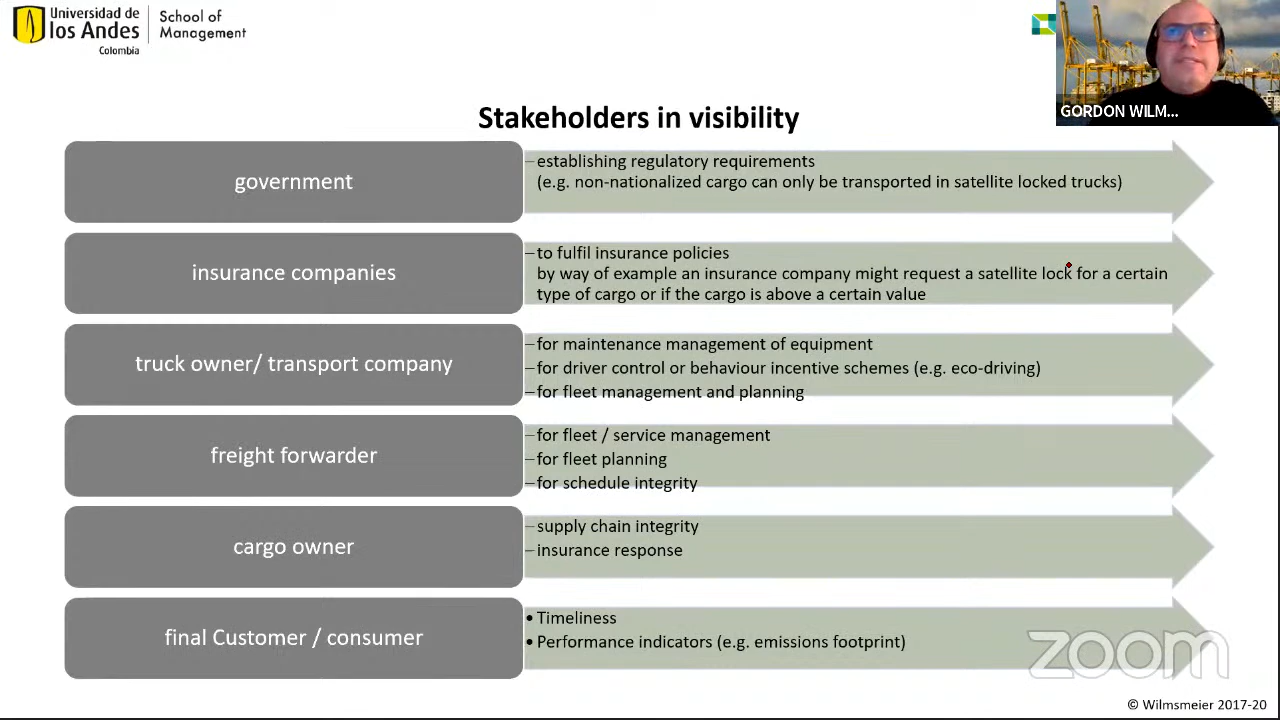 Universidad de
los Andes
Colombia
School of
Management
GORDON WILM...
Stakeholders in visibility
government
–establishing regulatory requirements
(e.g. non-nationalized cargo can only be transported in satellite locked trucks)
insurance companies
–to fulfil insurance policies
by way of example an insurance company might request a satellite lock for a certain
type of cargo or if the cargo is above a certain value
truck owner/ transport company
–for maintenance management of equipment
–for driver control or behaviour incentive schemes (e.g. eco-driving)
–for fleet management and planning
freight forwarder
–for fleet / service management
–for fleet planning
–for schedule integrity
cargo owner
–supply chain integrity
–insurance response
final Customer / consumer
• Timeliness
• Performance indicators (e.g. emissions footprint)
zoom
© Wilmsmeier 2017-20